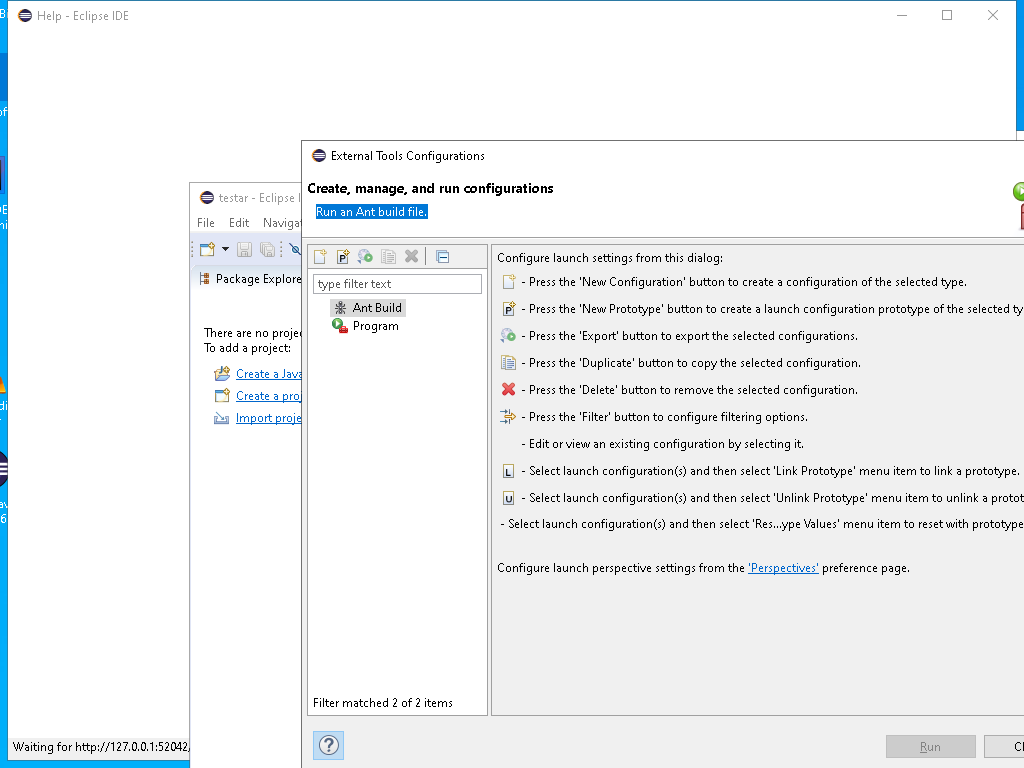 Help - Eclipse IDE
External Tools Configurations
Create, manage, and run configurations
Run an Ant build file.
testar - Eclipse I
File Edit Navigat
Package Explore
There are no projec
To add a project:
Create a Java
Create a proj
Import proje
type filter text
Ant Build
Program
Filter matched 2 of 2 items
Configure launch settings from this dialog:
- Press the 'New Configuration' button to create a configuration of the selected type.
- Press the 'New Prototype' button to create a launch configuration prototype of the selected ty
- Press the 'Export' button to export the selected configurations.
- Press the 'Duplicate' button to copy the selected configuration.
- Press the 'Delete' button to remove the selected configuration.
- Press the 'Filter' button to configure filtering options.
- Edit or view an existing configuration by selecting it.
L - Select launch configuration(s) and then select 'Link Prototype' menu item to link a prototype.
U - Select launch configuration(s) and then select 'Unlink Prototype' menu item to unlink a protot
- Select launch configuration(s) and then select 'Res...ype Values' menu item to reset with prototype
Configure launch perspective settings from the 'Perspectives' preference page.
Run
Waiting for http://127.0.0.1:52042/